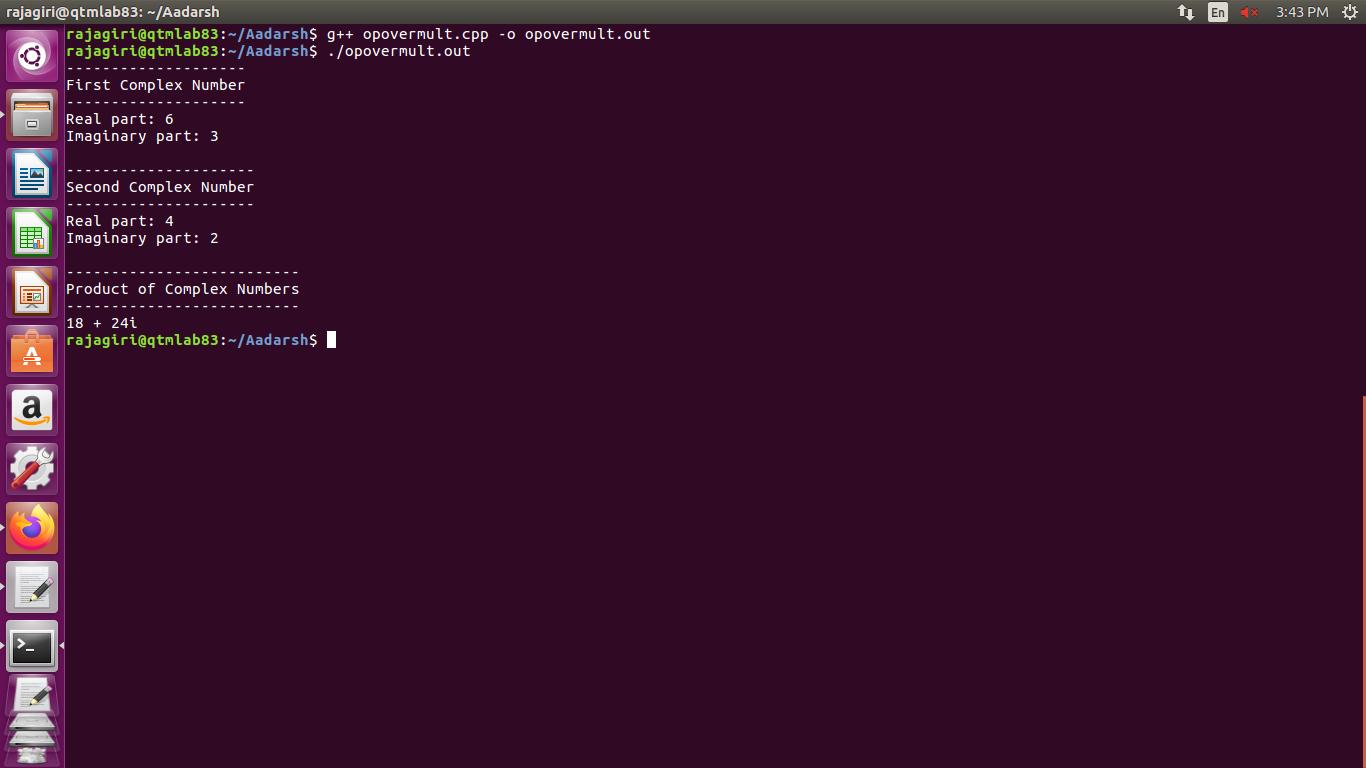 rajagiri@qtmlab83: ~/Aadarsh
En
3:43 PM
rajagiri@qtmlab83:~/Aadarsh$ g++ opovermult.cpp -o opovermult.out
rajagiri@qtmlab83:~/Aadarsh$ ./opovermult.out
--------------------
First Complex Number
--------------------
Real part: 6
Imaginary part: 3
---------------------
Second Complex Number
---------------------
Real part: 4
Imaginary part: 2
--------------------------
Product of Complex Numbers
--------------------------
18 + 24i
rajagiri@qtmlab83:~/Aadarsh$